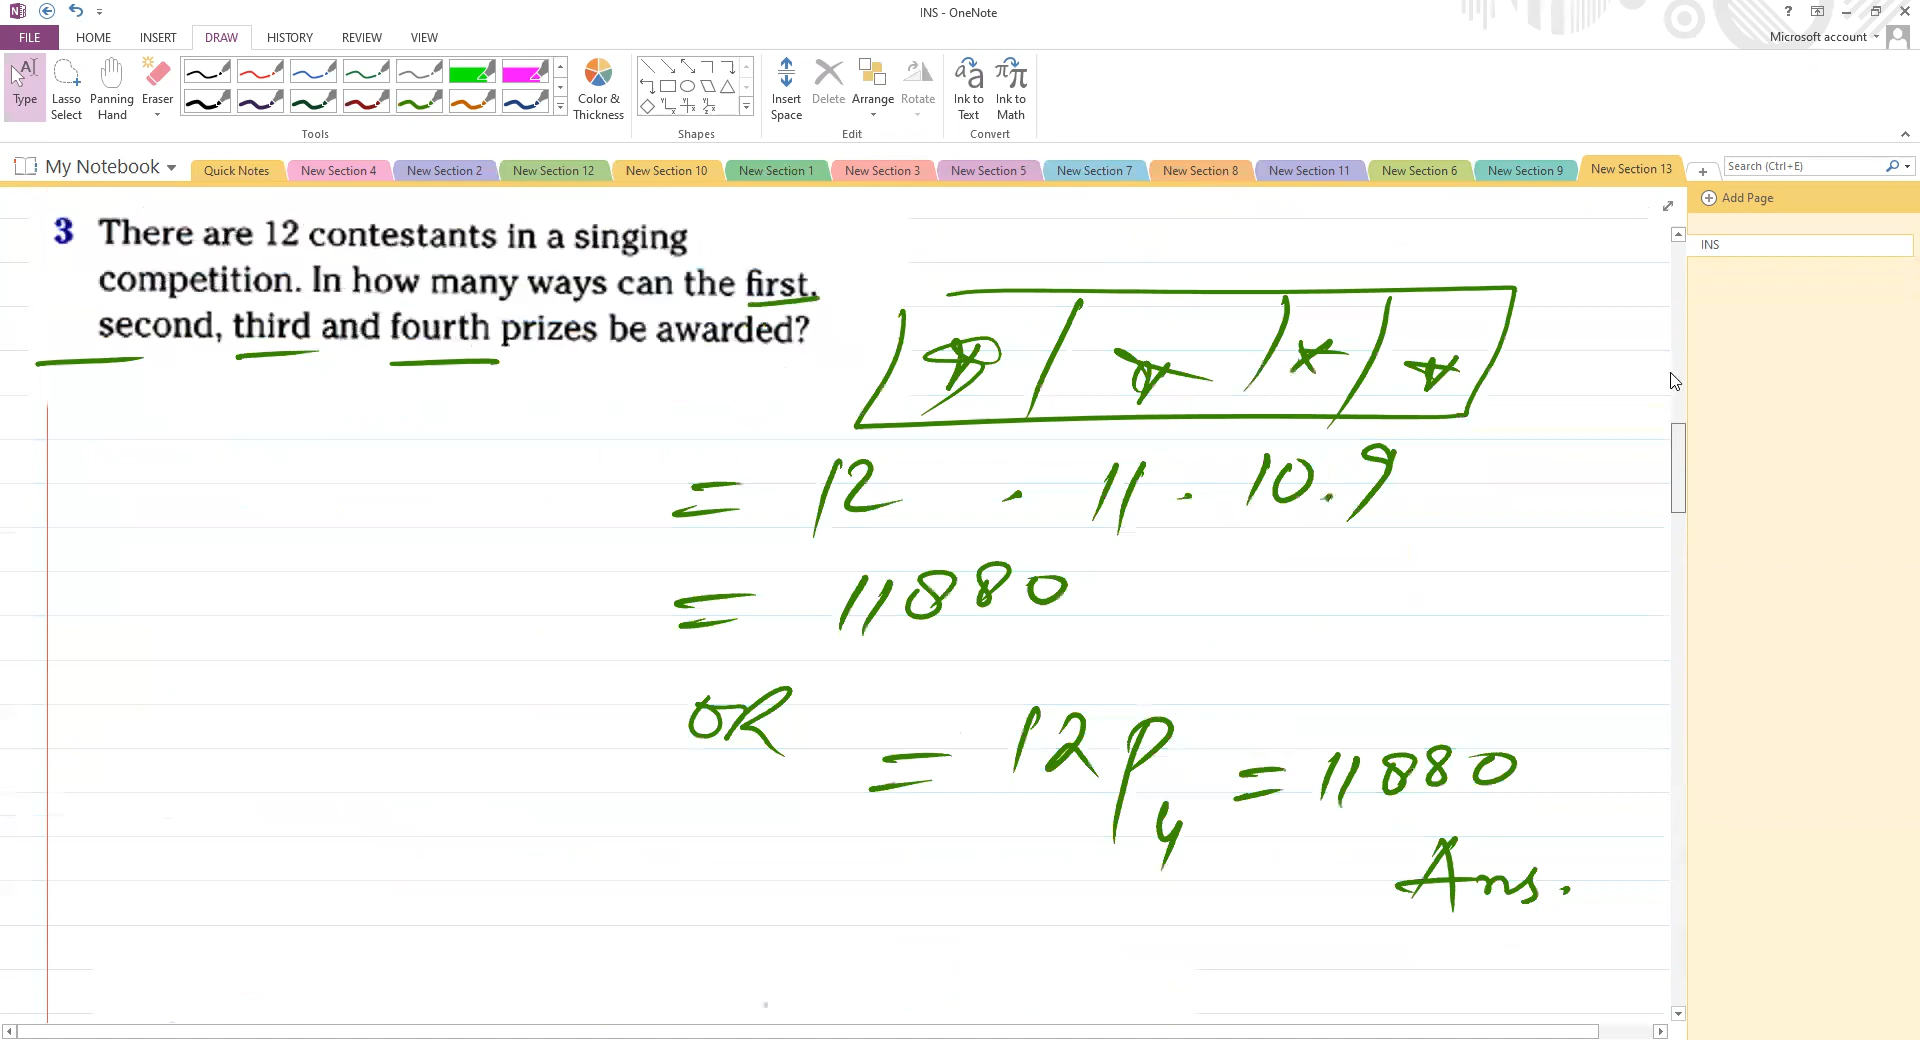 INS - OneNote
?
FILE HOME INSERT DRAW HISTORY REVIEW VIEW
Microsoft account
Type
Lasso Select
Panning Hand
Eraser
Color & Thickness
Insert Space
Delete
Arrange
Rotate
Ink to Text
Ink to Math
Tools Shapes Edit Convert
My Notebook
Quick Notes New Section 4 New Section 2 New Section 12 New Section 10 New Section 1 New Section 3 New Section 5 New Section 7 New Section 8 New Section 11 New Section 6 New Section 9 New Section 13
Search (Ctrl+E)
Add Page
INS
3 There are 12 contestants in a singing
competition. In how many ways can the first,
second, third and fourth prizes be awarded?
= 12 . 11 . 10 . 9
= 11880
OR
= 12P4 = 11880
Ans.